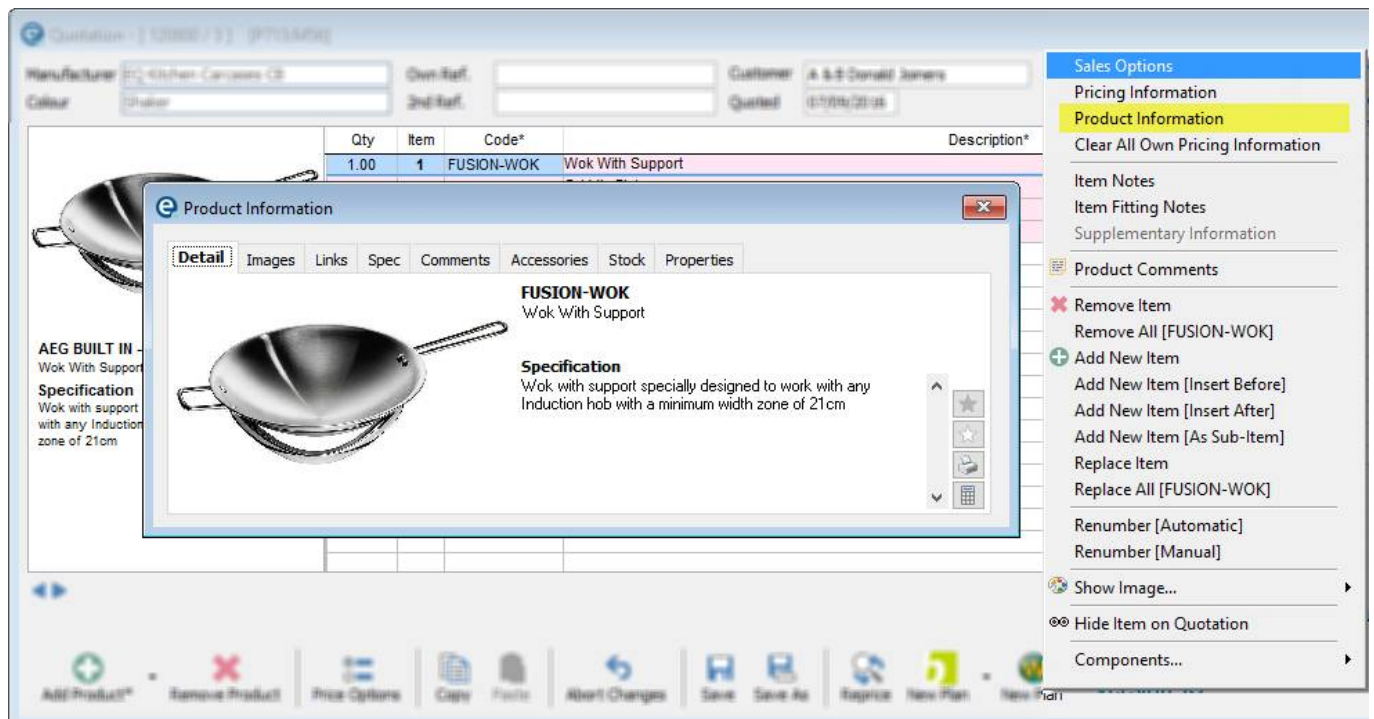 Quotation
Manufacturer
Own Ref.
Customer A & B Donald Joiners
Colour Shaker
2nd Ref.
Quoted
Qty Item Code* Description*
1.00 1 FUSION-WOK Wok With Support
AEG BUILT IN -
Wok With Support
Specification
Wok with support
with any Induction
zone of 21cm
Product Information
Detail Images Links Spec Comments Accessories Stock Properties
FUSION-WOK
Wok With Support
Specification
Wok with support specially designed to work with any
Induction hob with a minimum width zone of 21cm
Sales Options
Pricing Information
Product Information
Clear All Own Pricing Information
Item Notes
Item Fitting Notes
Supplementary Information
Product Comments
Remove Item
Remove All [FUSION-WOK]
Add New Item
Add New Item [Insert Before]
Add New Item [Insert After]
Add New Item [As Sub-Item]
Replace Item
Replace All [FUSION-WOK]
Renumber [Automatic]
Renumber [Manual]
Show Image...
Hide Item on Quotation
Components...
Add Product* Remove Product Price Options Copy Paste Abort Changes Save Save As Reprice New Plan New Plan